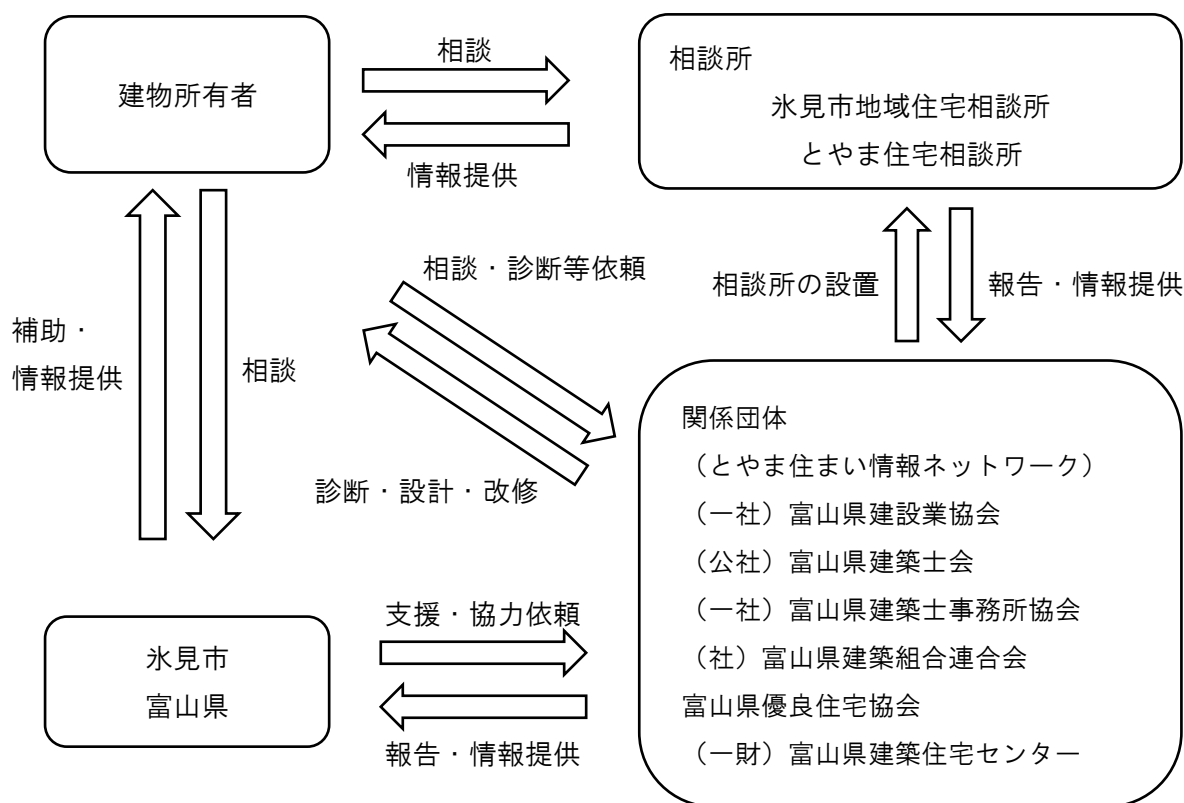 建物所有者
相談
情報提供
相談所
氷見市地域住宅相談所
とやま住宅相談所
相談・診断等依頼
相談所の設置
報告・情報提供
補助・
情報提供
相談
診断・設計・改修
関係団体
（とやま住まい情報ネットワーク）
（一社）富山県建設業協会
（公社）富山県建築士会
（一社）富山県建築士事務所協会
（社）富山県建築組合連合会
富山県優良住宅協会
（一財）富山県建築住宅センター
氷見市
富山県
支援・協力依頼
報告・情報提供